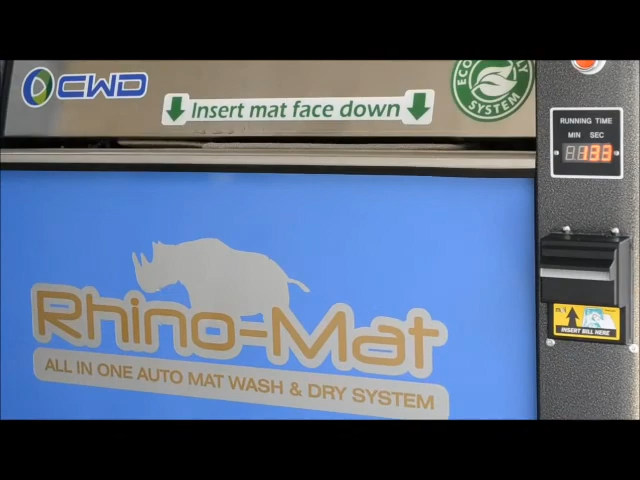 CWD
Insert mat face down
SYSTEM
RUNNING TIME
MIN SEC
133
INSERT BILL HERE
Rhino-Mat
ALL IN ONE AUTO MAT WASH & DRY SYSTEM